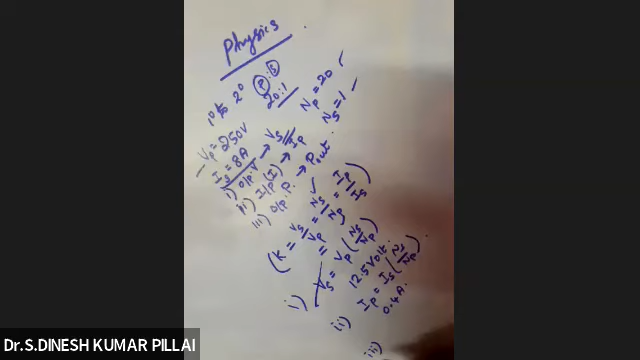 Physics
1° to 2° P : S
20 : 1
Np = 20
Ns = 1
Vp = 250V
Is = 8A
i) O/P V → Vs
ii) I/P (I) → Ip
iii) O/P. P. → Pout
(K = Vs/Vp = Ns/Np = Ip/Is)
i) Vs = Vp (Ns/Np)
12.5 Volt.
ii) Ip = Is (Ns/Np)
0.4 A.
iii)
Dr.S.DINESH KUMAR PILLAI